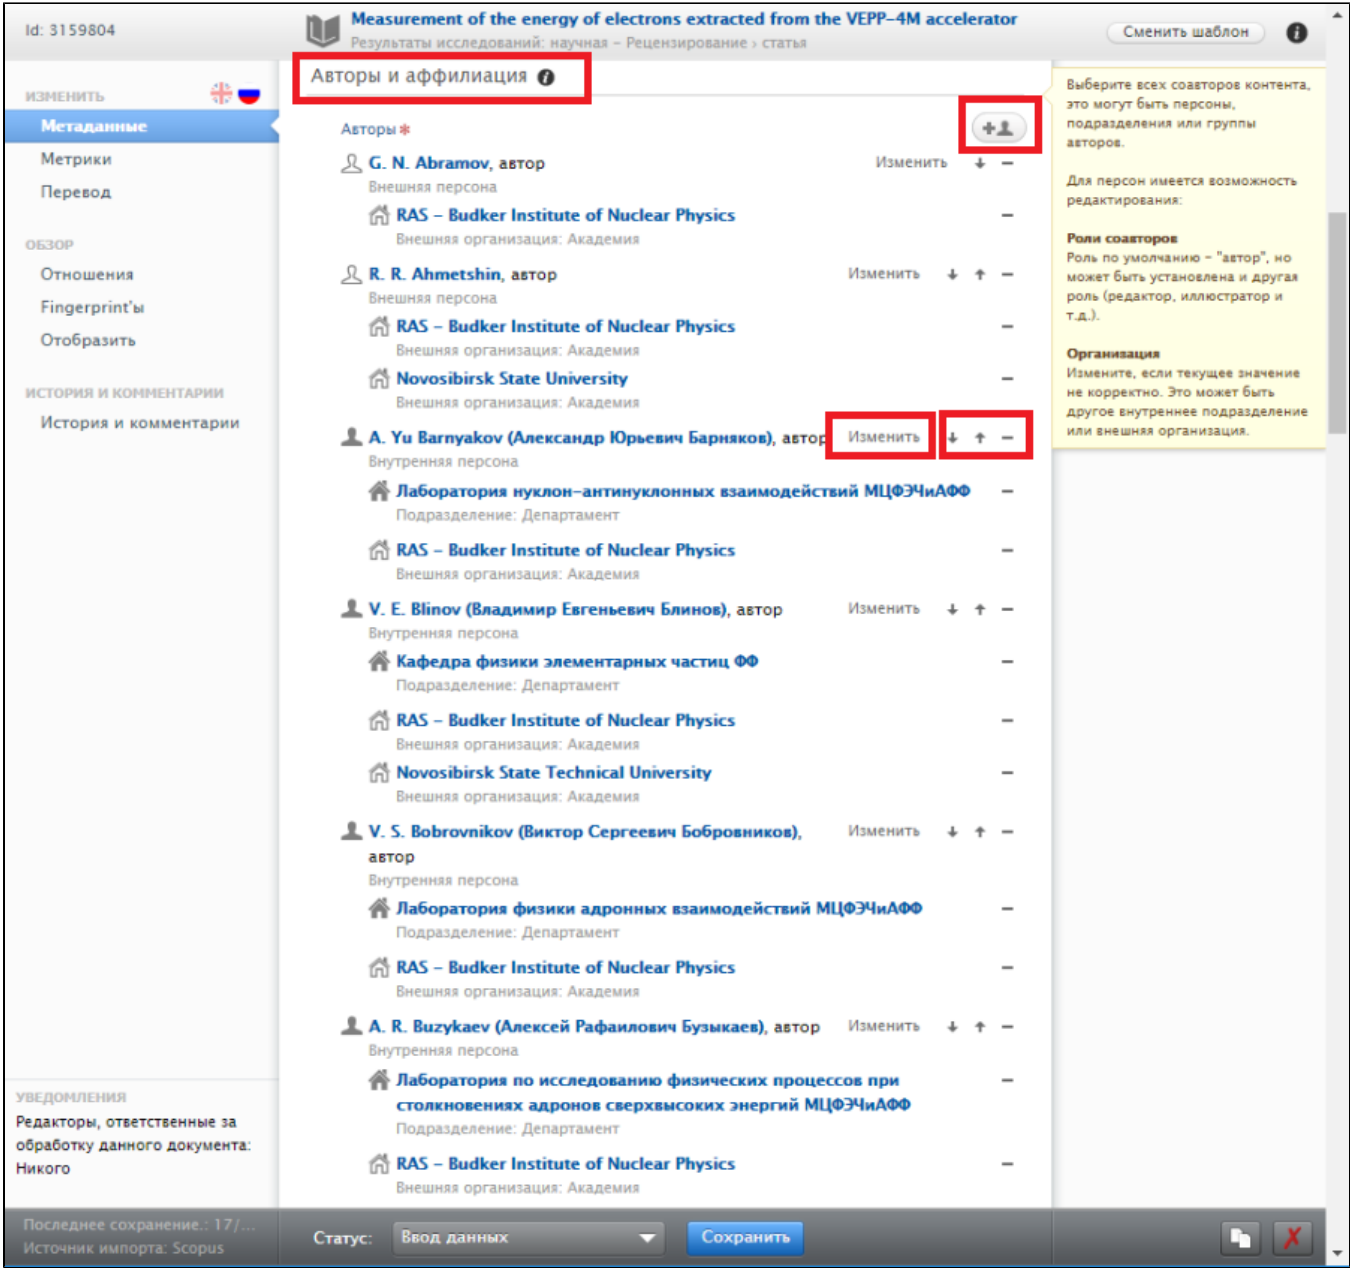 Id: 3159804
Measurement of the energy of electrons extracted from the VEPP-4M accelerator
Результаты исследований: научная – Рецензирование › статья
Сменить шаблон
ИЗМЕНИТЬ
Метаданные
Метрики
Перевод
ОБЗОР
Отношения
Fingerprint'ы
Отобразить
ИСТОРИЯ И КОММЕНТАРИИ
История и комментарии
УВЕДОМЛЕНИЯ
Редакторы, ответственные за
обработку данного документа:
Никого
Авторы и аффилиация
Авторы *
G. N. Abramov, автор Изменить
Внешняя персона
RAS – Budker Institute of Nuclear Physics
Внешняя организация: Академия
R. R. Ahmetshin, автор Изменить
Внешняя персона
RAS – Budker Institute of Nuclear Physics
Внешняя организация: Академия
Novosibirsk State University
Внешняя организация: Академия
A. Yu Barnyakov (Александр Юрьевич Барняков), автор Изменить
Внутренняя персона
Лаборатория нуклон-антинуклонных взаимодействий МЦФЭЧиАФФ
Подразделение: Департамент
RAS – Budker Institute of Nuclear Physics
Внешняя организация: Академия
V. E. Blinov (Владимир Евгеньевич Блинов), автор Изменить
Внутренняя персона
Кафедра физики элементарных частиц ФФ
Подразделение: Департамент
RAS – Budker Institute of Nuclear Physics
Внешняя организация: Академия
Novosibirsk State Technical University
Внешняя организация: Академия
V. S. Bobrovnikov (Виктор Сергеевич Бобровников), Изменить
автор
Внутренняя персона
Лаборатория физики адронных взаимодействий МЦФЭЧиАФФ
Подразделение: Департамент
RAS – Budker Institute of Nuclear Physics
Внешняя организация: Академия
A. R. Buzykaev (Алексей Рафаилович Бузыкаев), автор Изменить
Внутренняя персона
Лаборатория по исследованию физических процессов при
столкновениях адронов сверхвысоких энергий МЦФЭЧиАФФ
Подразделение: Департамент
RAS – Budker Institute of Nuclear Physics
Внешняя организация: Академия
Выберите всех соавторов контента,
это могут быть персоны,
подразделения или группы
авторов.
Для персон имеется возможность
редактирования:
Роли соавторов
Роль по умолчанию – "автор", но
может быть установлена и другая
роль (редактор, иллюстратор и
т.д.).
Организация
Измените, если текущее значение
не корректно. Это может быть
другое внутреннее подразделение
или внешняя организация.
Последнее сохранение.: 17/...
Источник импорта: Scopus
Статус: Ввод данных Сохранить